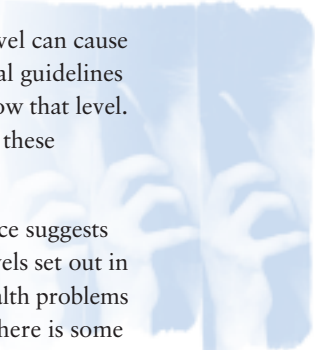 vel can cause
al guidelines
ow that level.
these
ce suggests
vels set out in
alth problems
here is some